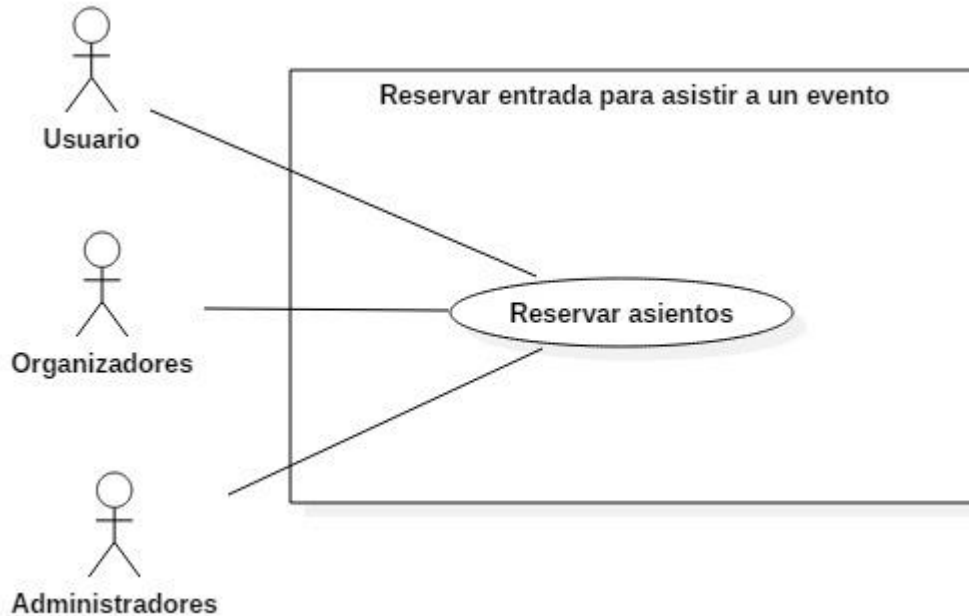 Usuario
Reservar entrada para asistir a un evento
Organizadores
Reservar asientos
Administradores